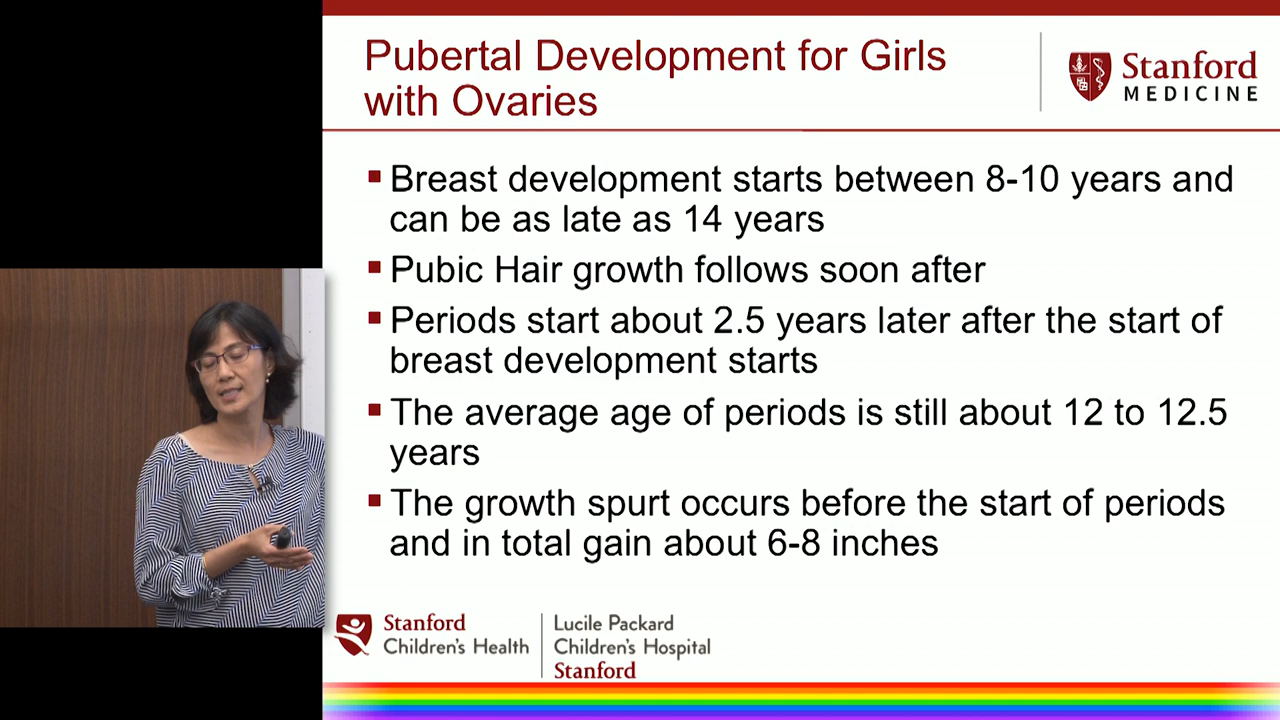 Pubertal Development for Girls
with Ovaries
Stanford
MEDICINE
Breast development starts between 8-10 years and
can be as late as 14 years
Pubic Hair growth follows soon after
Periods start about 2.5 years later after the start of
breast development starts
The average age of periods is still about 12 to 12.5
years
The growth spurt occurs before the start of periods
and in total gain about 6-8 inches
Stanford
Children's Health
Lucile Packard
Children's Hospital
Stanford